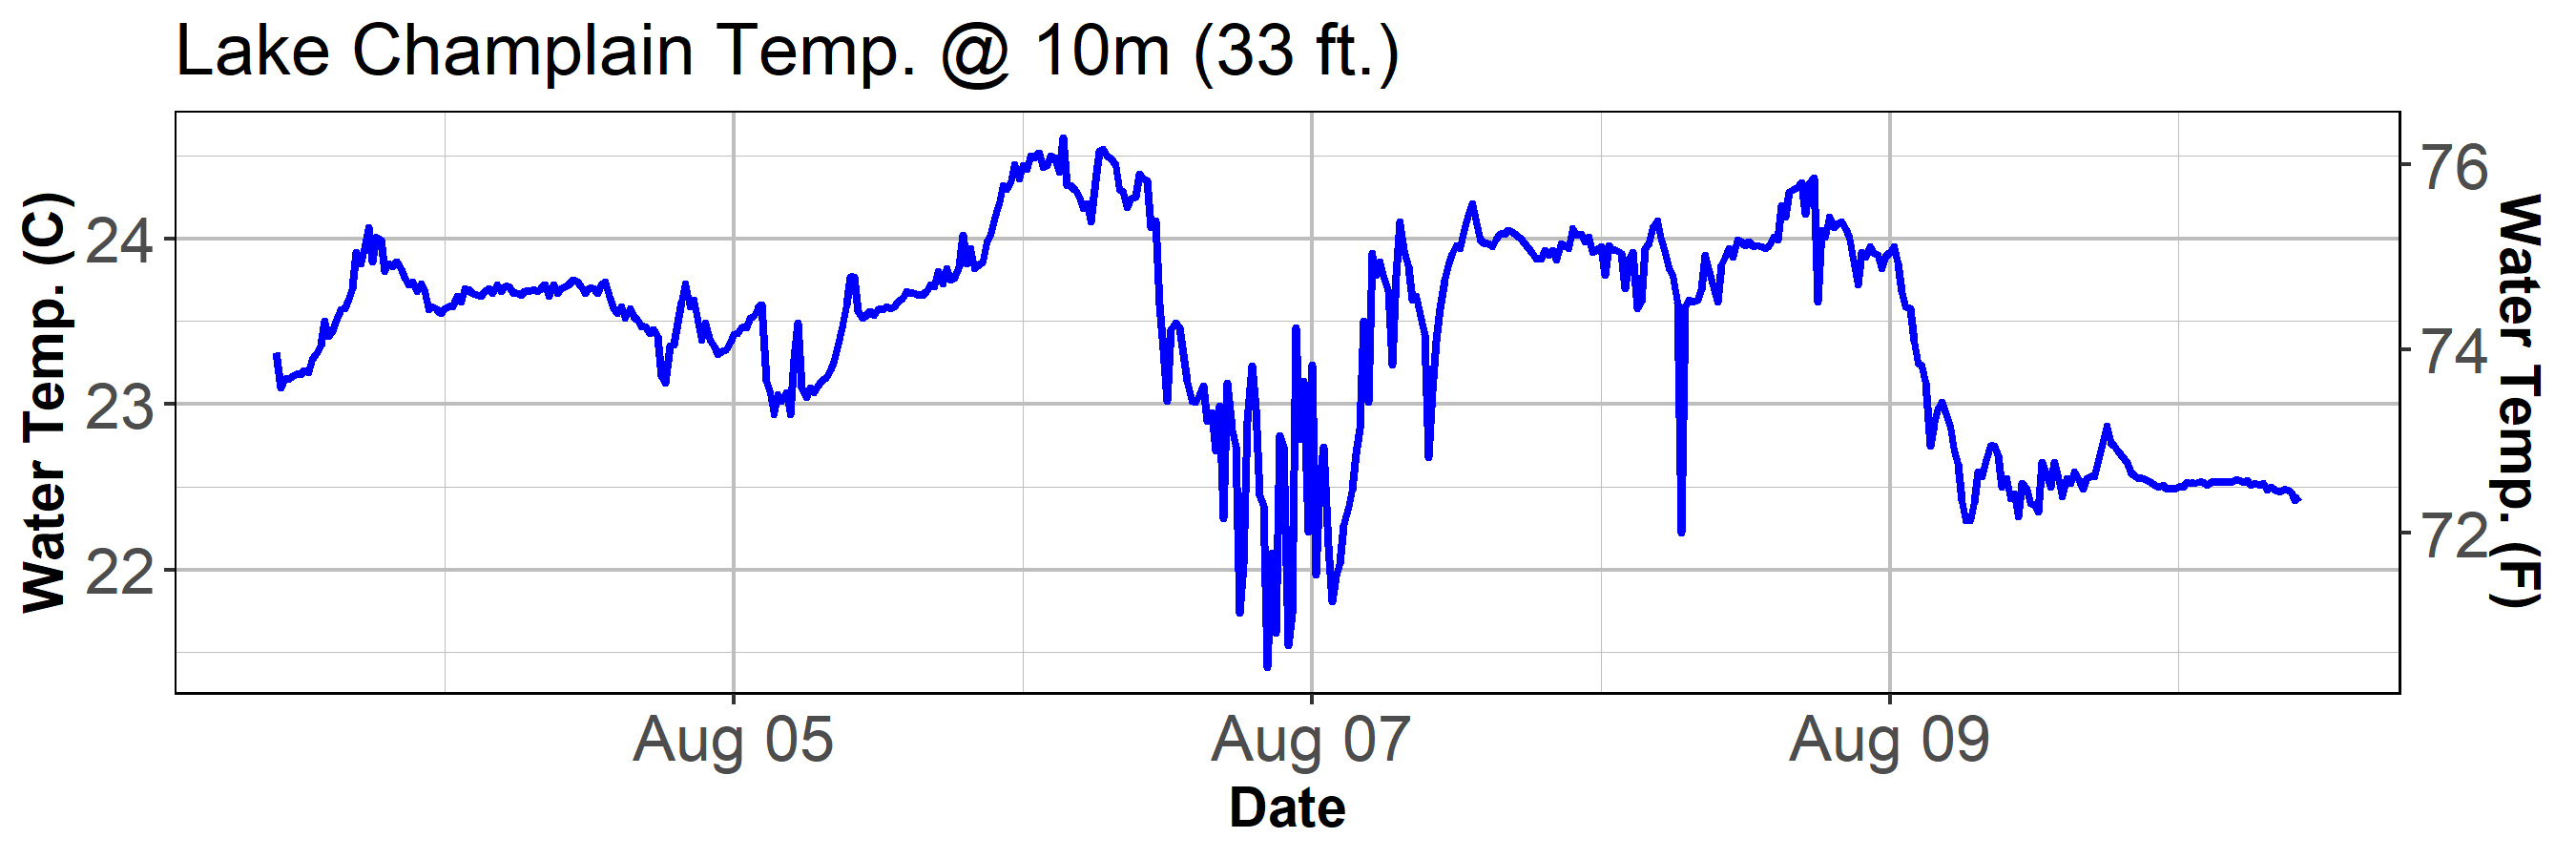 Lake Champlain Temp. @ 10m (33 ft.)
Water Temp. (C)
24
23
22
76
74
72
Water Temp. (F)
Aug 05
Aug 07
Aug 09
Date